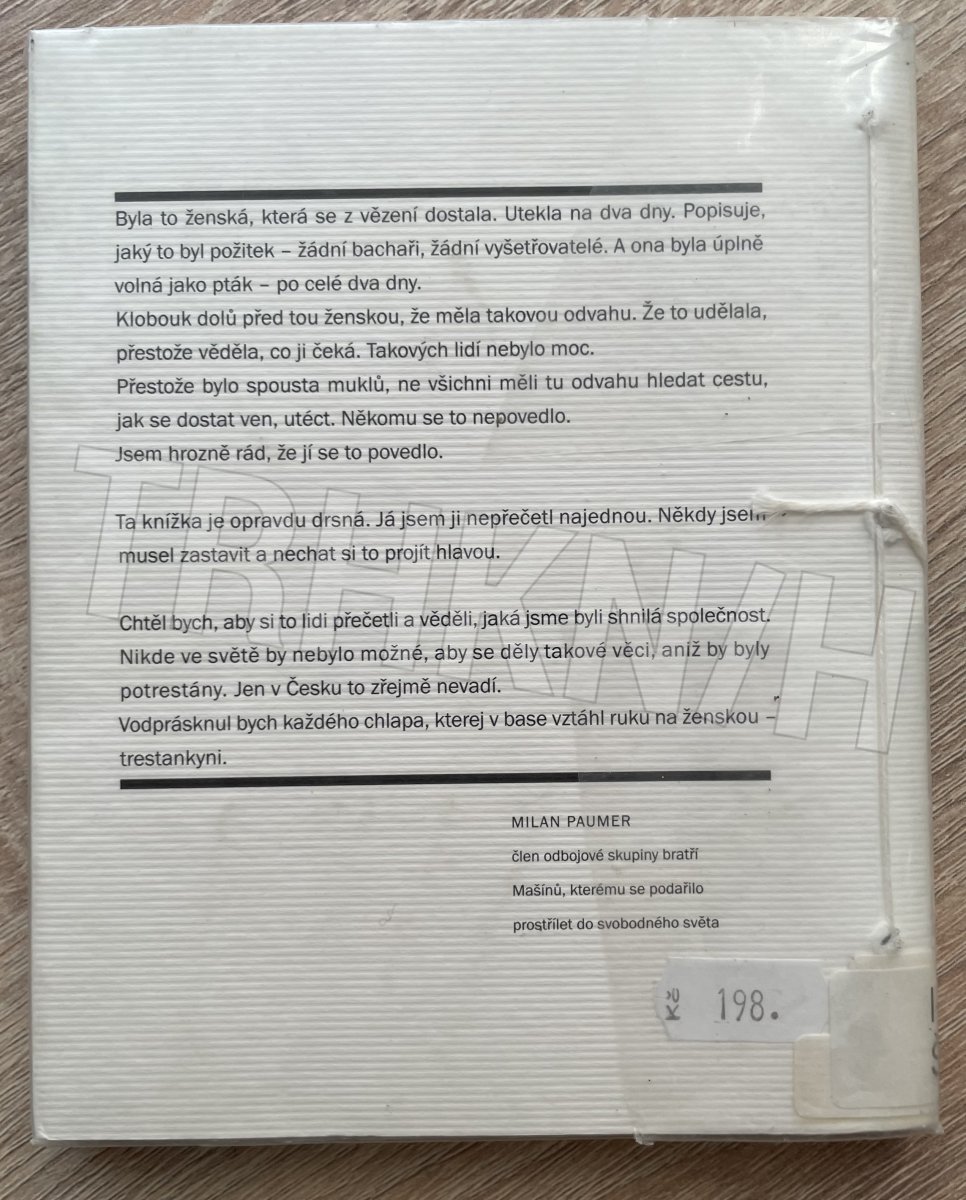 Byla to ženská, která se z vězení dostala. Utekla na dva dny. Popisuje,
jaký to byl požitek – žádní bachaři, žádní vyšetřovatelé. A ona byla úplně
volná jako pták – po celé dva dny.
Klobouk dolů před tou ženskou, že měla takovou odvahu. Že to udělala,
přestože věděla, co ji čeká. Takových lidí nebylo moc.
Přestože bylo spousta muklů, ne všichni měli tu odvahu hledat cestu,
jak se dostat ven, utéct. Někomu se to nepovedlo.
Jsem hrozně rád, že jí se to povedlo.
Ta knížka je opravdu drsná. Já jsem ji nepřečetl najednou. Někdy jsem
musel zastavit a nechat si to projít hlavou.
Chtěl bych, aby si to lidi přečetli a věděli, jaká jsme byli shnilá společnost.
Nikde ve světě by nebylo možné, aby se děly takové věci, aniž by byly
potrestány. Jen v Česku to zřejmě nevadí.
Vodprásknul bych každého chlapa, kterej v base vztáhl ruku na ženskou –
trestankyni.
MILAN PAUMER
člen odbojové skupiny bratří
Mašínů, kterému se podařilo
prostřílet do svobodného světa
Kč 198.
TRHKNIH